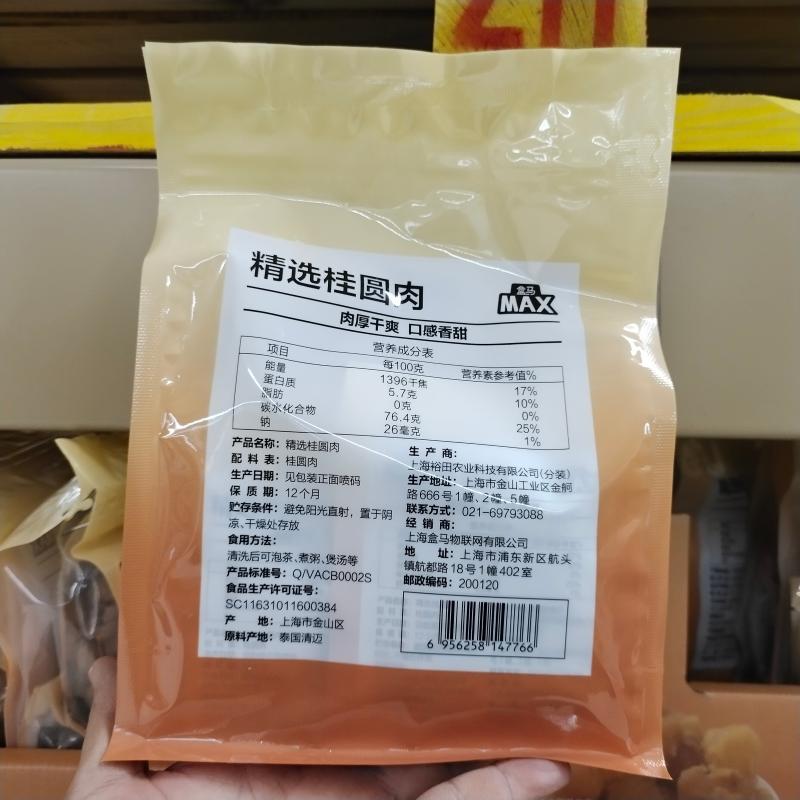 精选桂圆肉
盒马
MAX
肉厚干爽 口感香甜
营养成分表
项目 每100克 营养素参考值%
能量 1396千焦 17%
蛋白质 5.7克 10%
脂肪 0克 0%
碳水化合物 76.4克 25%
钠 26毫克 1%
产品名称：精选桂圆肉
配 料 表：桂圆肉
生产日期：见包装正面喷码
保 质 期：12个月
贮存条件：避免阳光直射，置于阴
凉、干燥处存放
食用方法：
清洗后可泡茶、煮粥、煲汤等
产品标准号：Q/VACB0002S
食品生产许可证号：
SC11631011600384
产 地：上海市金山区
原料产地：泰国清迈
生 产 商：
上海裕田农业科技有限公司(分装)
生产地址：上海市金山工业区金舸
路666号1幢、2幢、5幢
联系方式：021-69793088
经 销 商：
上海盒马物联网有限公司
地 址：上海市浦东新区航头
镇航都路18号1幢402室
邮政编码：200120
6 956258 147766